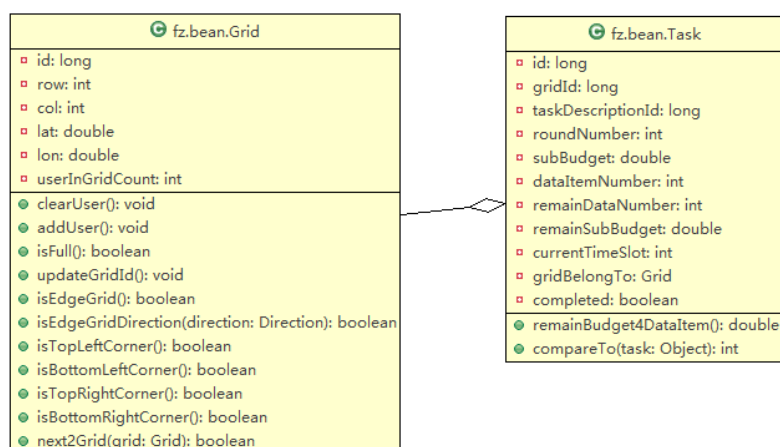 fz.bean.Grid
id: long
row: int
col: int
lat: double
lon: double
userInGridCount: int
clearUser(): void
addUser(): void
isFull(): boolean
updateGridId(): void
isEdgeGrid(): boolean
isEdgeGridDirection(direction: Direction): boolean
isTopLeftCorner(): boolean
isBottomLeftCorner(): boolean
isTopRightCorner(): boolean
isBottomRightCorner(): boolean
next2Grid(grid: Grid): boolean
fz.bean.Task
id: long
gridId: long
taskDescriptionId: long
roundNumber: int
subBudget: double
dataItemNumber: int
remainDataNumber: int
remainSubBudget: double
currentTimeSlot: int
gridBelongTo: Grid
completed: boolean
remainBudget4DataItem(): double
compareTo(task: Object): int